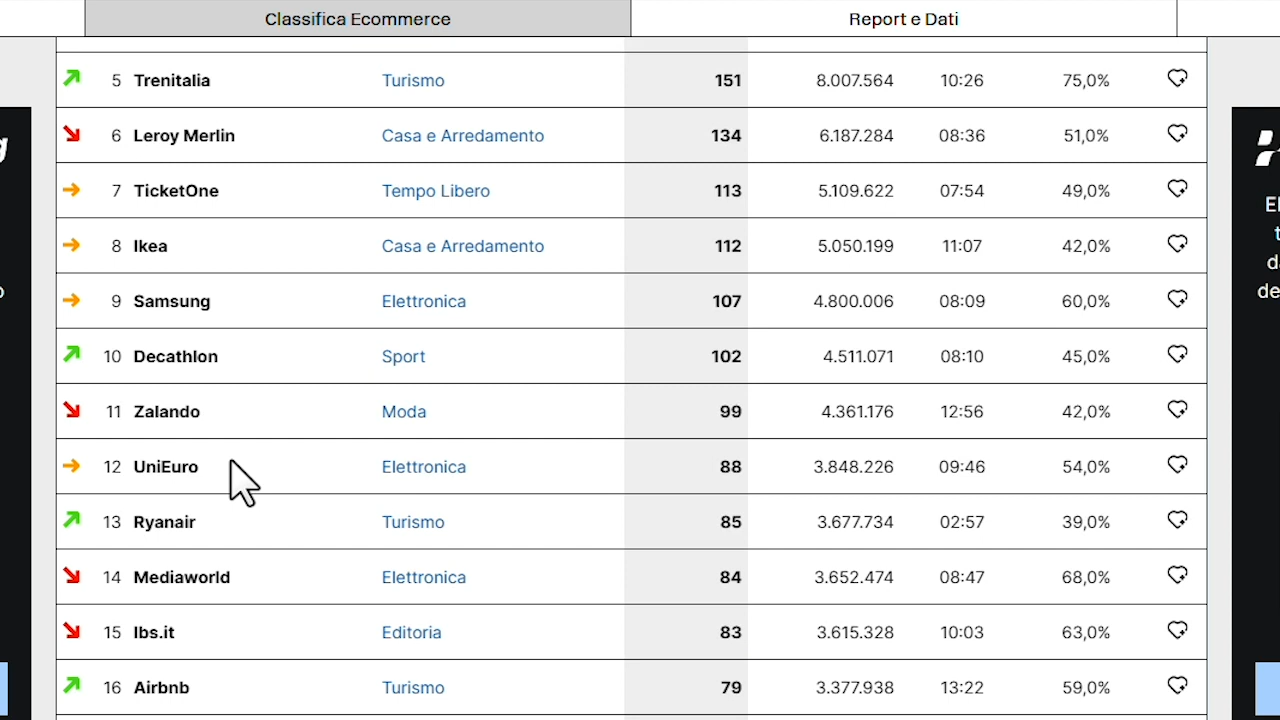 Classifica Ecommerce Report e Dati
5 Trenitalia Turismo 151 8.007.564 10:26 75,0%
6 Leroy Merlin Casa e Arredamento 134 6.187.284 08:36 51,0%
7 TicketOne Tempo Libero 113 5.109.622 07:54 49,0%
8 Ikea Casa e Arredamento 112 5.050.199 11:07 42,0%
9 Samsung Elettronica 107 4.800.006 08:09 60,0%
10 Decathlon Sport 102 4.511.071 08:10 45,0%
11 Zalando Moda 99 4.361.176 12:56 42,0%
12 UniEuro Elettronica 88 3.848.226 09:46 54,0%
13 Ryanair Turismo 85 3.677.734 02:57 39,0%
14 Mediaworld Elettronica 84 3.652.474 08:47 68,0%
15 Ibs.it Editoria 83 3.615.328 10:03 63,0%
16 Airbnb Turismo 79 3.377.938 13:22 59,0%